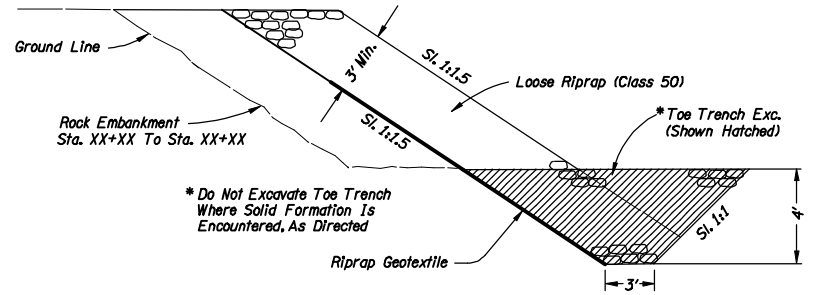 Ground Line
3' Min.
Sl. 1:1.5
Loose Riprap (Class 50)
Rock Embankment
Sta. XX+XX To Sta. XX+XX
Sl. 1:1.5
* Toe Trench Exc.
(Shown Hatched)
* Do Not Excavate Toe Trench
Where Solid Formation Is
Encountered, As Directed
Sl. 1:1
4'
Riprap Geotextile
3'